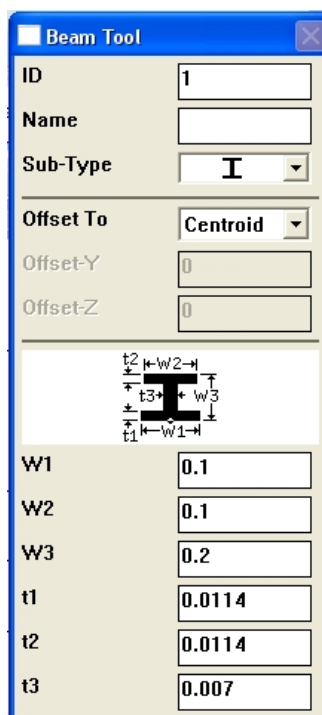 Beam Tool
ID 1
Name
Sub-Type
Offset To Centroid
Offset-Y 0
Offset-Z 0
t2 W2
t3 W3
t1 W1
W1 0.1
W2 0.1
W3 0.2
t1 0.0114
t2 0.0114
t3 0.007